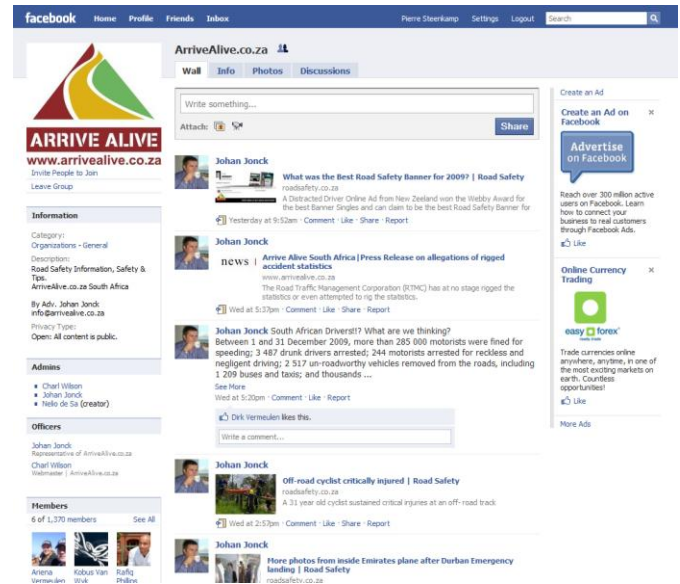 facebook Home Profile Friends Inbox Pierre Steenkamp Settings Logout Search
ArriveAlive.co.za
Wall Info Photos Discussions
ARRIVE ALIVE
www.arrivealive.co.za
Invite People to Join
Leave Group
Information
Category:
Organizations - General
Description:
Road Safety Information, Safety &
Tips.
ArriveAlive.co.za South Africa
By Adv. Johan Jonck
info@arrivealive.co.za
Privacy Type:
Open: All content is public.
Admins
Charl Wilson
Johan Jonck
Nelio de Sa (creator)
Officers
Johan Jonck
Representative of ArriveAlive.co.za
Charl Wilson
Webmaster | ArriveAlive.co.za
Members
6 of 1,370 members See All
Ariena
Vermeulen
Kobus Van
Wyk
Rafiq
Phillips
Write something...
Attach:
Share
Johan Jonck
What was the Best Road Safety Banner for 2009? | Road Safety
roadsafety.co.za
A Distracted Driver Online Ad from New Zeeland won the Webby Award for
the best Banner Singles and can claim to be the best Road Safety Banner for
Yesterday at 9:52am · Comment · Like · Share · Report
Johan Jonck
news
Arrive Alive South Africa|Press Release on allegations of rigged
accident statistics
www.arrivealive.co.za
The Road Traffic Management Corporation (RTMC) has at no stage rigged the
statistics or even attempted to rig the statistics.
Wed at 5:37pm · Comment · Like · Share · Report
Johan Jonck South African Drivers!!? What are we thinking?
Between 1 and 31 December 2009, more than 285 000 motorists were fined for
speeding; 3 487 drunk drivers arrested; 244 motorists arrested for reckless and
negligent driving; 2 517 un-roadworthy vehicles removed from the roads, including
1 209 buses and taxis; and thousands ...
See More
Wed at 5:20pm · Comment · Like · Report
Dirk Vermeulen likes this.
Write a comment...
Johan Jonck
Off-road cyclist critically injured | Road Safety
roadsafety.co.za
A 31 year old cyclist sustained critical injuries at an off- road track
Wed at 2:57pm · Comment · Like · Share · Report
Johan Jonck
More photos from inside Emirates plane after Durban Emergency
landing | Road Safety
roadsafety.co.za
Create an Ad
Create an Ad on
Facebook
Advertise
on Facebook
Reach over 300 million active
users on Facebook. Learn
how to connect your
business to real customers
through Facebook Ads.
Like
Online Currency
Trading
easy forex
Trade currencies online
anywhere, anytime, in one of
the most exciting markets on
earth. Countless
opportunities!
Like
More Ads